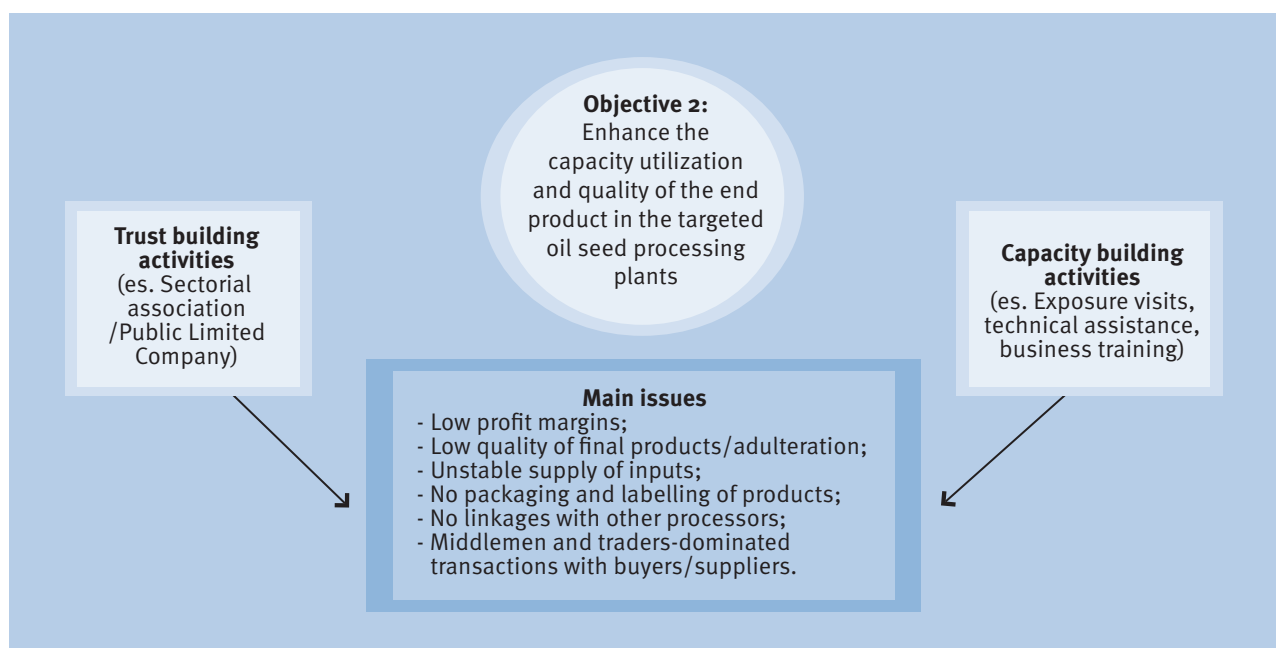 Objective 2:
Enhance the
capacity utilization
and quality of the end
product in the targeted
oil seed processing
plants
Trust building
activities
(es. Sectorial
association
/Public Limited
Company)
Capacity building
activities
(es. Exposure visits,
technical assistance,
business training)
Main issues
- Low profit margins;
- Low quality of final products/adulteration;
- Unstable supply of inputs;
- No packaging and labelling of products;
- No linkages with other processors;
- Middlemen and traders-dominated
transactions with buyers/suppliers.